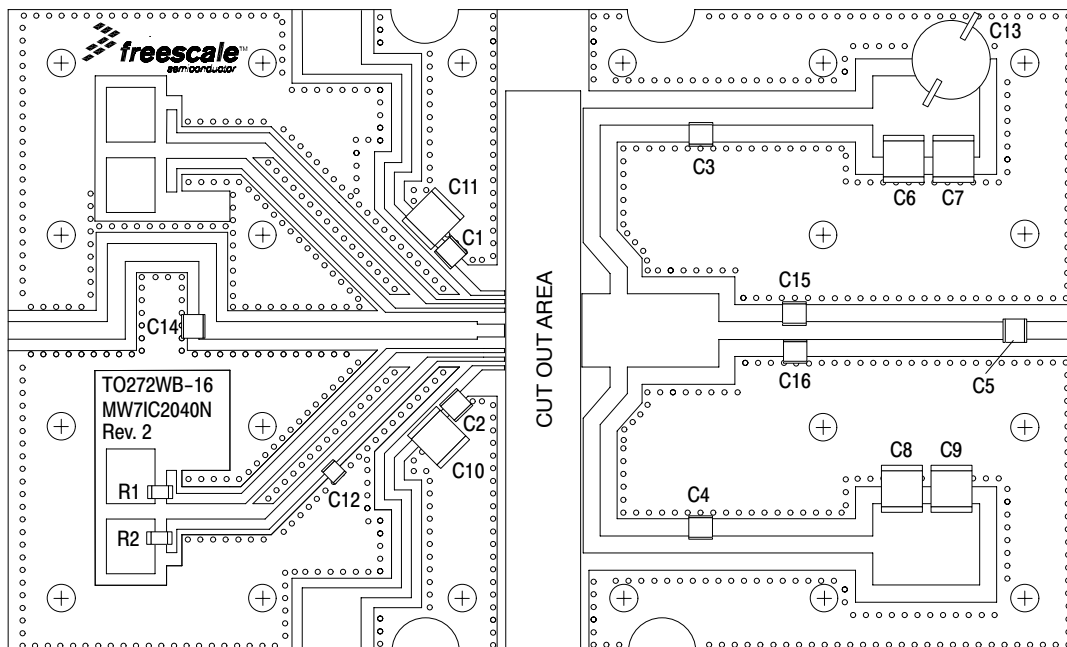 freescale™
semiconductor
C13
C3
C6
C7
C11
C1
C15
C14
C16
C5
CUT OUT AREA
TO272WB-16
MW7IC2040N
Rev. 2
C2
C10
C8
C9
R1
C12
C4
R2